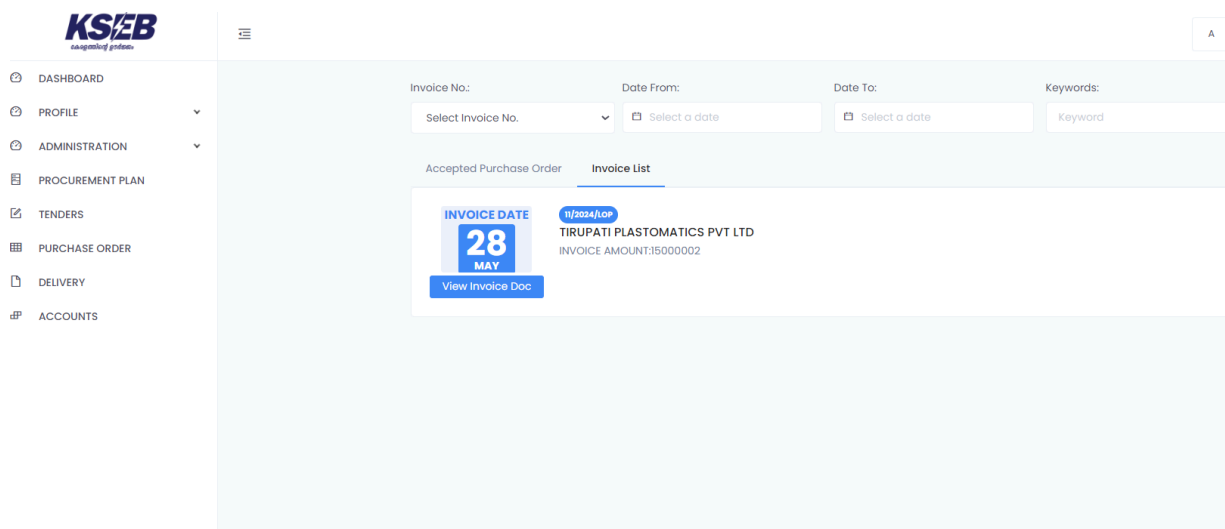 KSEB
കേരളത്തിന്റെ ഊർജ്ജം
A
DASHBOARD
PROFILE
ADMINISTRATION
PROCUREMENT PLAN
TENDERS
PURCHASE ORDER
DELIVERY
ACCOUNTS
Invoice No.: Date From: Date To: Keywords:
Select Invoice No. Select a date Select a date Keyword
Accepted Purchase Order Invoice List
INVOICE DATE
28
MAY
View Invoice Doc
11/2024/LOP
TIRUPATI PLASTOMATICS PVT LTD
INVOICE AMOUNT:15000002